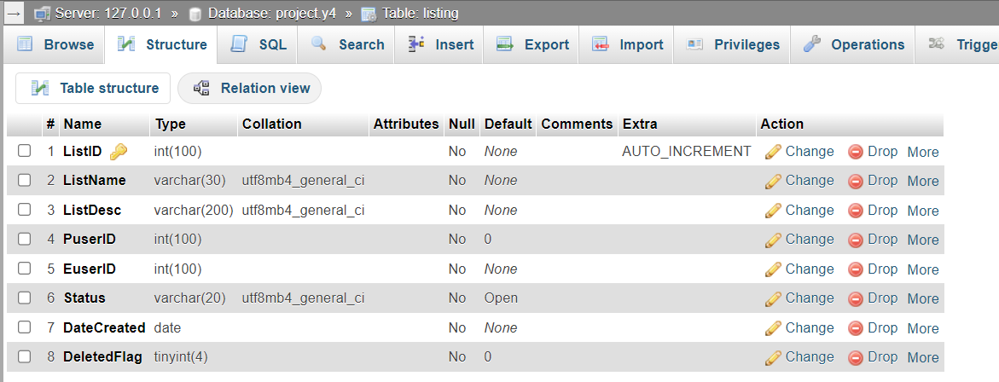 Server: 127.0.0.1 » Database: project.y4 » Table: listing
Browse Structure SQL Search Insert Export Import Privileges Operations Trigge
Table structure Relation view
# Name Type Collation Attributes Null Default Comments Extra Action
1 ListID int(100) No None AUTO_INCREMENT Change Drop More
2 ListName varchar(30) utf8mb4_general_ci No None Change Drop More
3 ListDesc varchar(200) utf8mb4_general_ci No None Change Drop More
4 PuserID int(100) No 0 Change Drop More
5 EuserID int(100) No None Change Drop More
6 Status varchar(20) utf8mb4_general_ci No Open Change Drop More
7 DateCreated date No None Change Drop More
8 DeletedFlag tinyint(4) No 0 Change Drop More